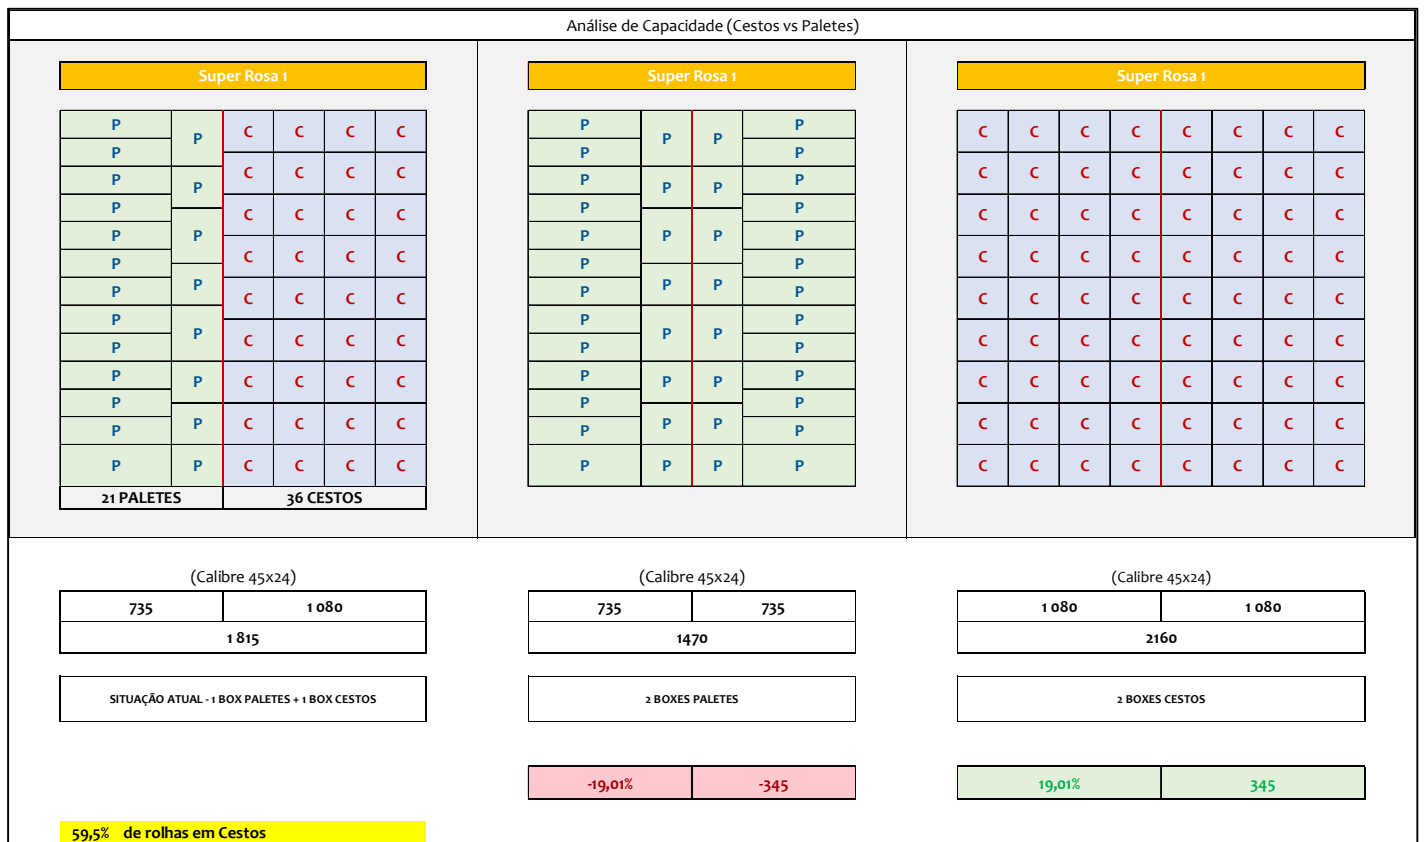 Análise de Capacidade (Cestos vs Paletes)
Super Rosa 1
P
P C C C C
P
P C C C C
P
P C C C C
P P
C C C C
P
P
P C C C C
P
P C C C C
P
P P C C C C
P
P C C C C
P
P P C C C C
21 PALETES 36 CESTOS
Super Rosa 1
P P
P P
P P
P P
P P
P P
P P P P
P P
P P
P P
P P
P P
P P
P P P P
P P
P P
P P
P P P P
Super Rosa 1
C C C C C C C C
C C C C C C C C
C C C C C C C C
C C C C C C C C
C C C C C C C C
C C C C C C C C
C C C C C C C C
C C C C C C C C
C C C C C C C C
(Calibre 45x24)
735 1 080
1 815
SITUAÇÃO ATUAL - 1 BOX PALETES + 1 BOX CESTOS
(Calibre 45x24)
735 735
1470
2 BOXES PALETES
-19,01% -345
(Calibre 45x24)
1 080 1 080
2160
2 BOXES CESTOS
19,01% 345
59,5% de rolhas em Cestos